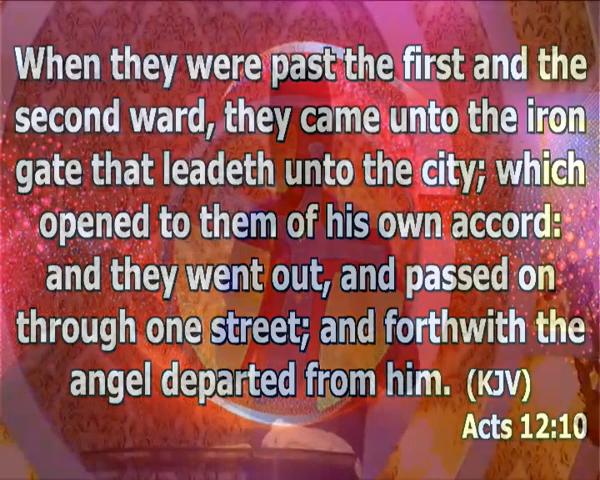 When they were past the first and the
second ward, they came unto the iron
gate that leadeth unto the city; which
opened to them of his own accord:
and they went out, and passed on
through one street; and forthwith the
angel departed from him. (KJV)
Acts 12:10